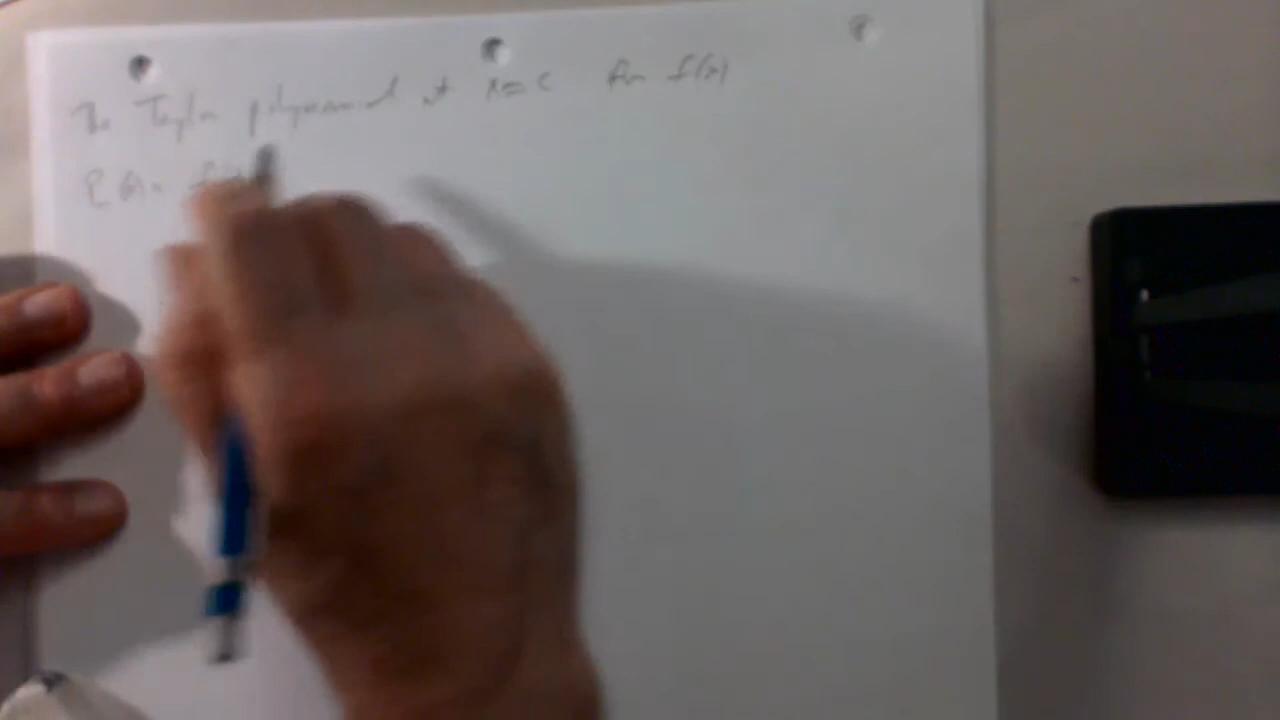 The Taylor polynomial at x=c for f(x)
P (x)=